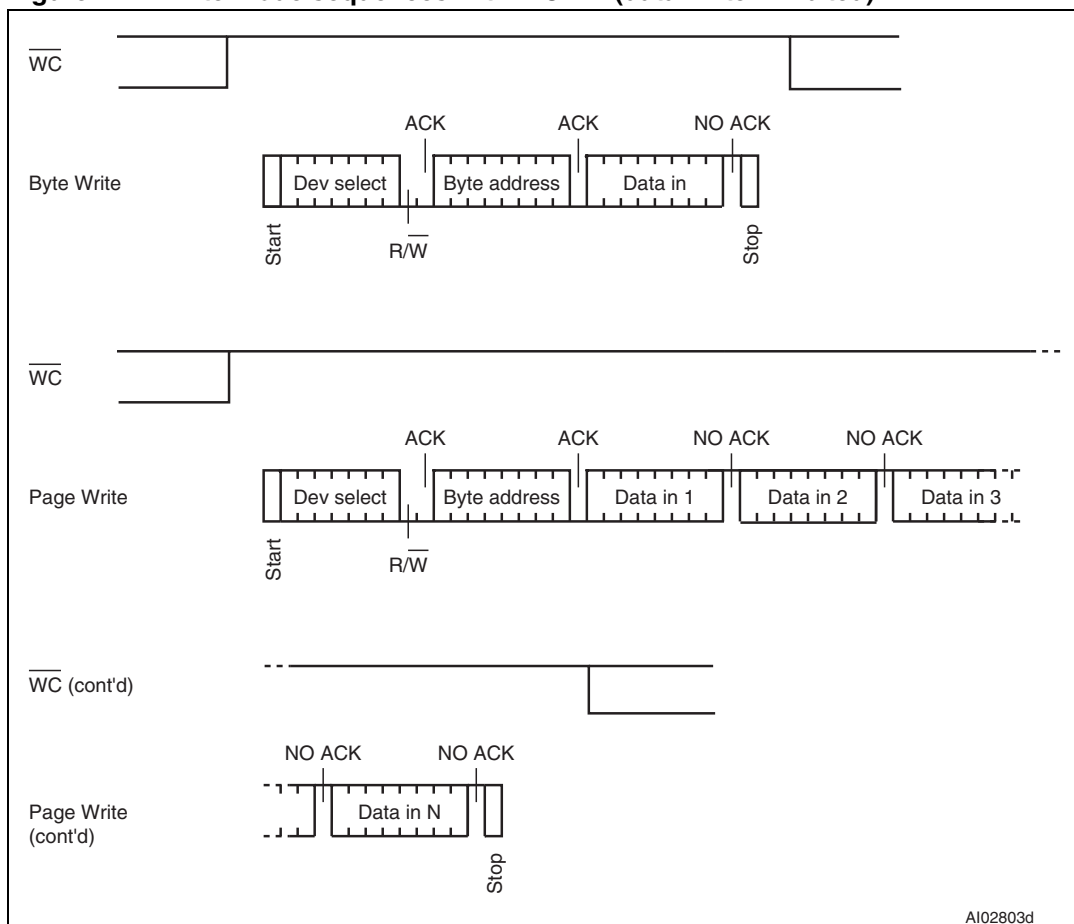 WC
ACK ACK NO ACK
Byte Write Dev select Byte address Data in
Start R/W Stop
WC
ACK ACK NO ACK NO ACK
Page Write Dev select Byte address Data in 1 Data in 2 Data in 3
Start R/W
WC (cont'd)
NO ACK NO ACK
Page Write Data in N
(cont'd)
Stop
AI02803d